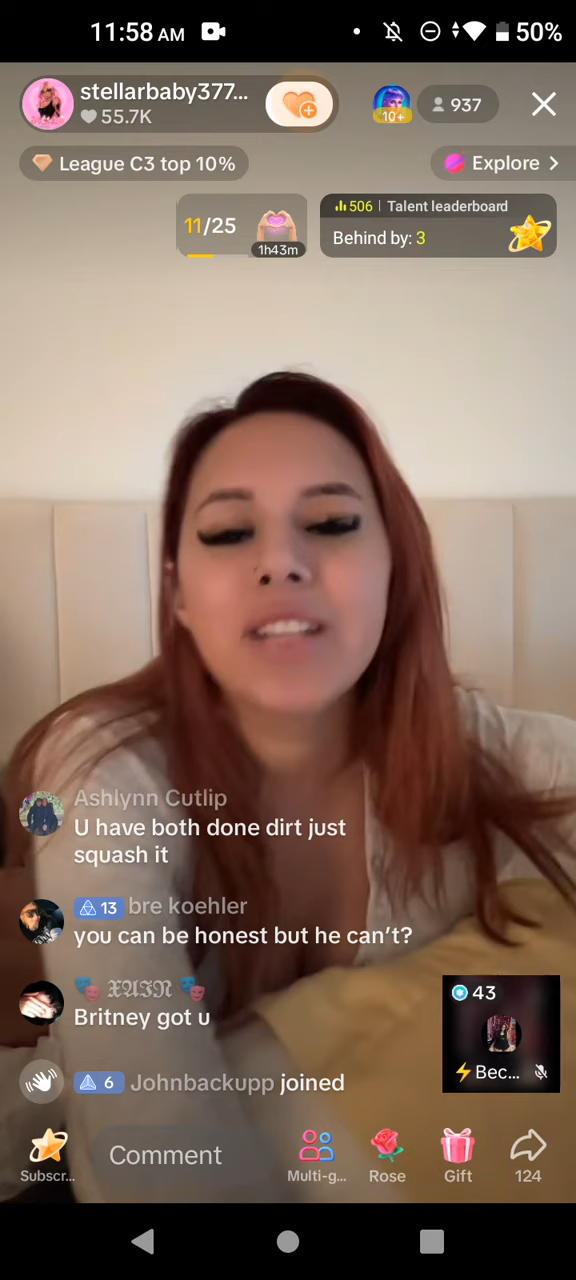 11:58 AM
50%
stellarbaby377...
55.7K
10+
937
League C3 top 10%
Explore >
11/25
1h43m
506 | Talent leaderboard
Behind by: 3
Ashlynn Cutlip
U have both done dirt just
squash it
13 bre koehler
you can be honest but he can't?
𝔛𝔄𝔍𝔑
Britney got u
43
Bec...
6 Johnbackupp joined
Subscr...
Comment
Multi-g...
Rose
Gift
124